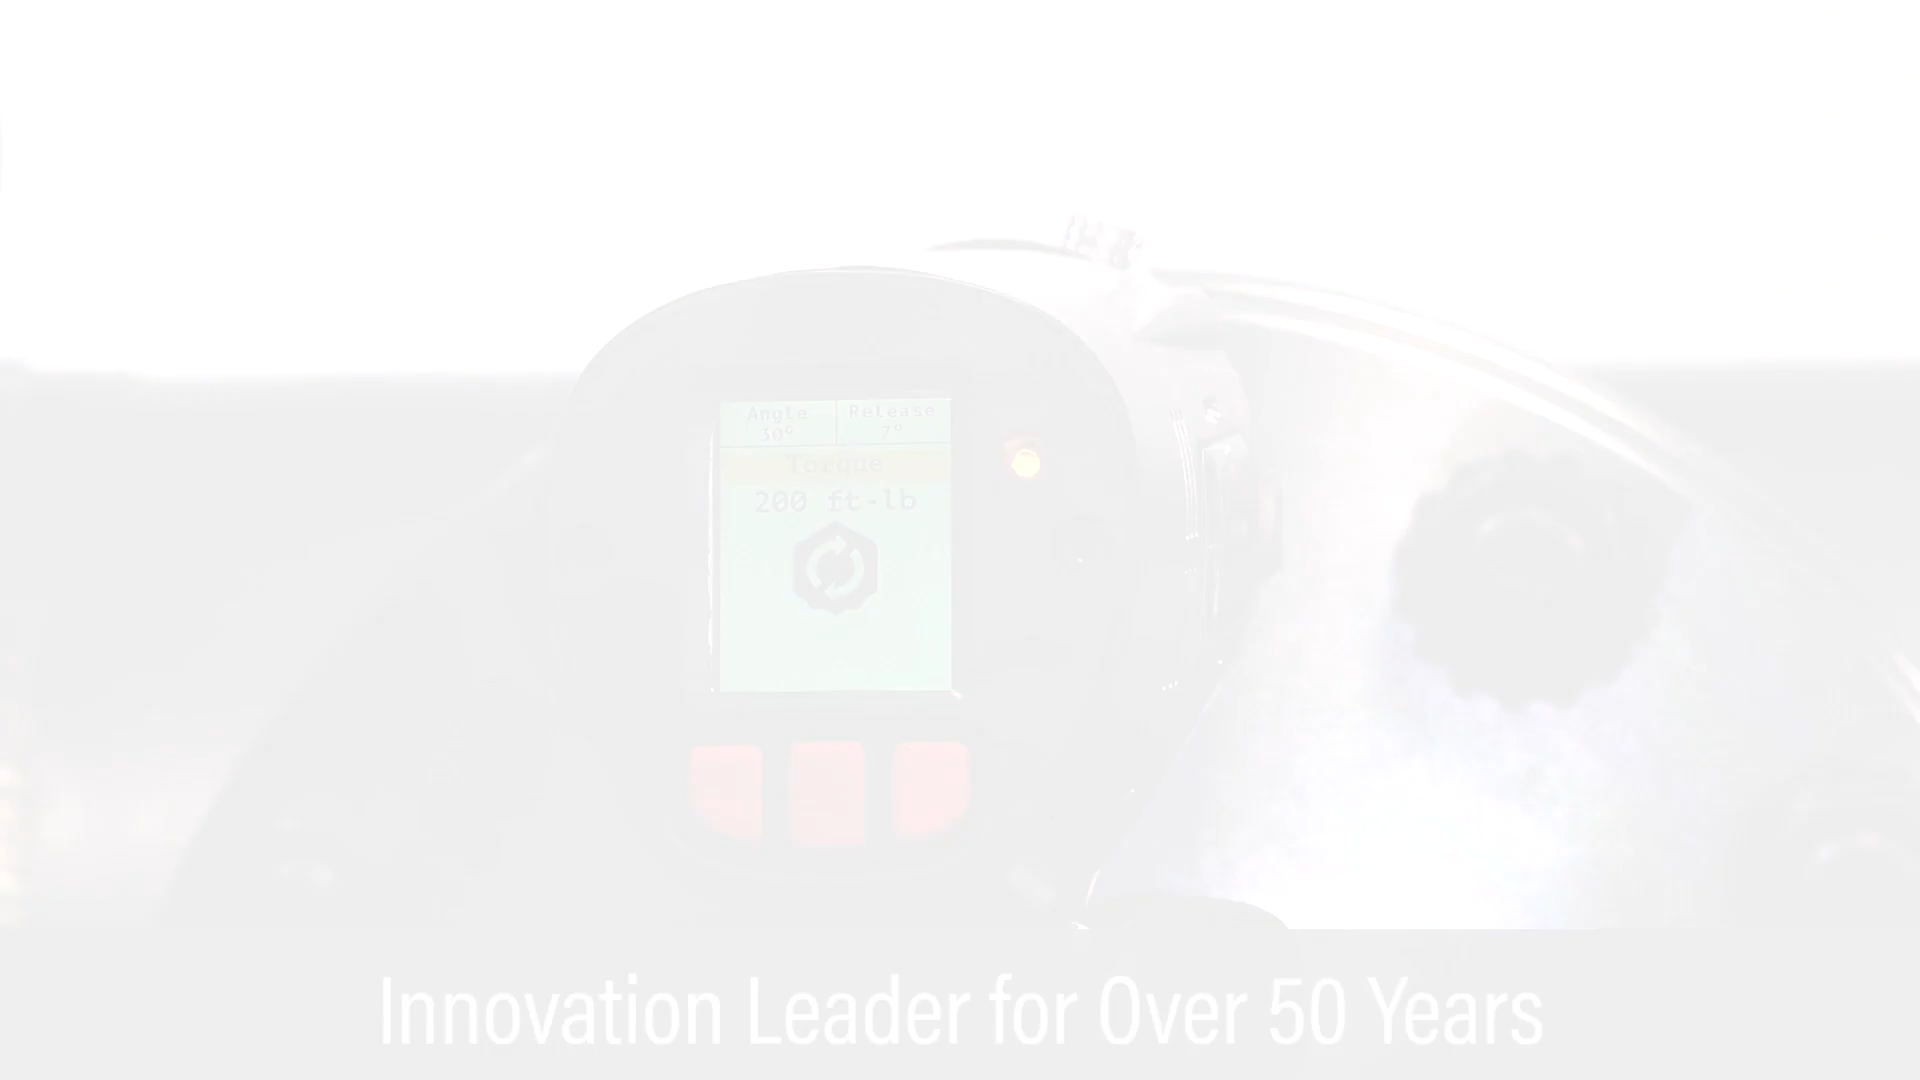 Angle Release
30° 7°
Torque
200 ft-lb
Innovation Leader for Over 50 Years